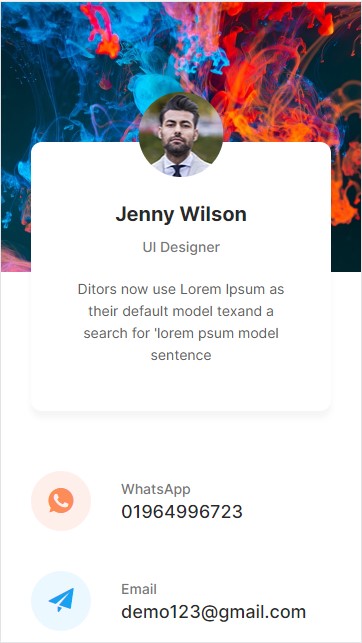 Jenny Wilson
UI Designer
Ditors now use Lorem Ipsum as
their default model texand a
search for 'lorem psum model
sentence
WhatsApp
01964996723
Email
demo123@gmail.com